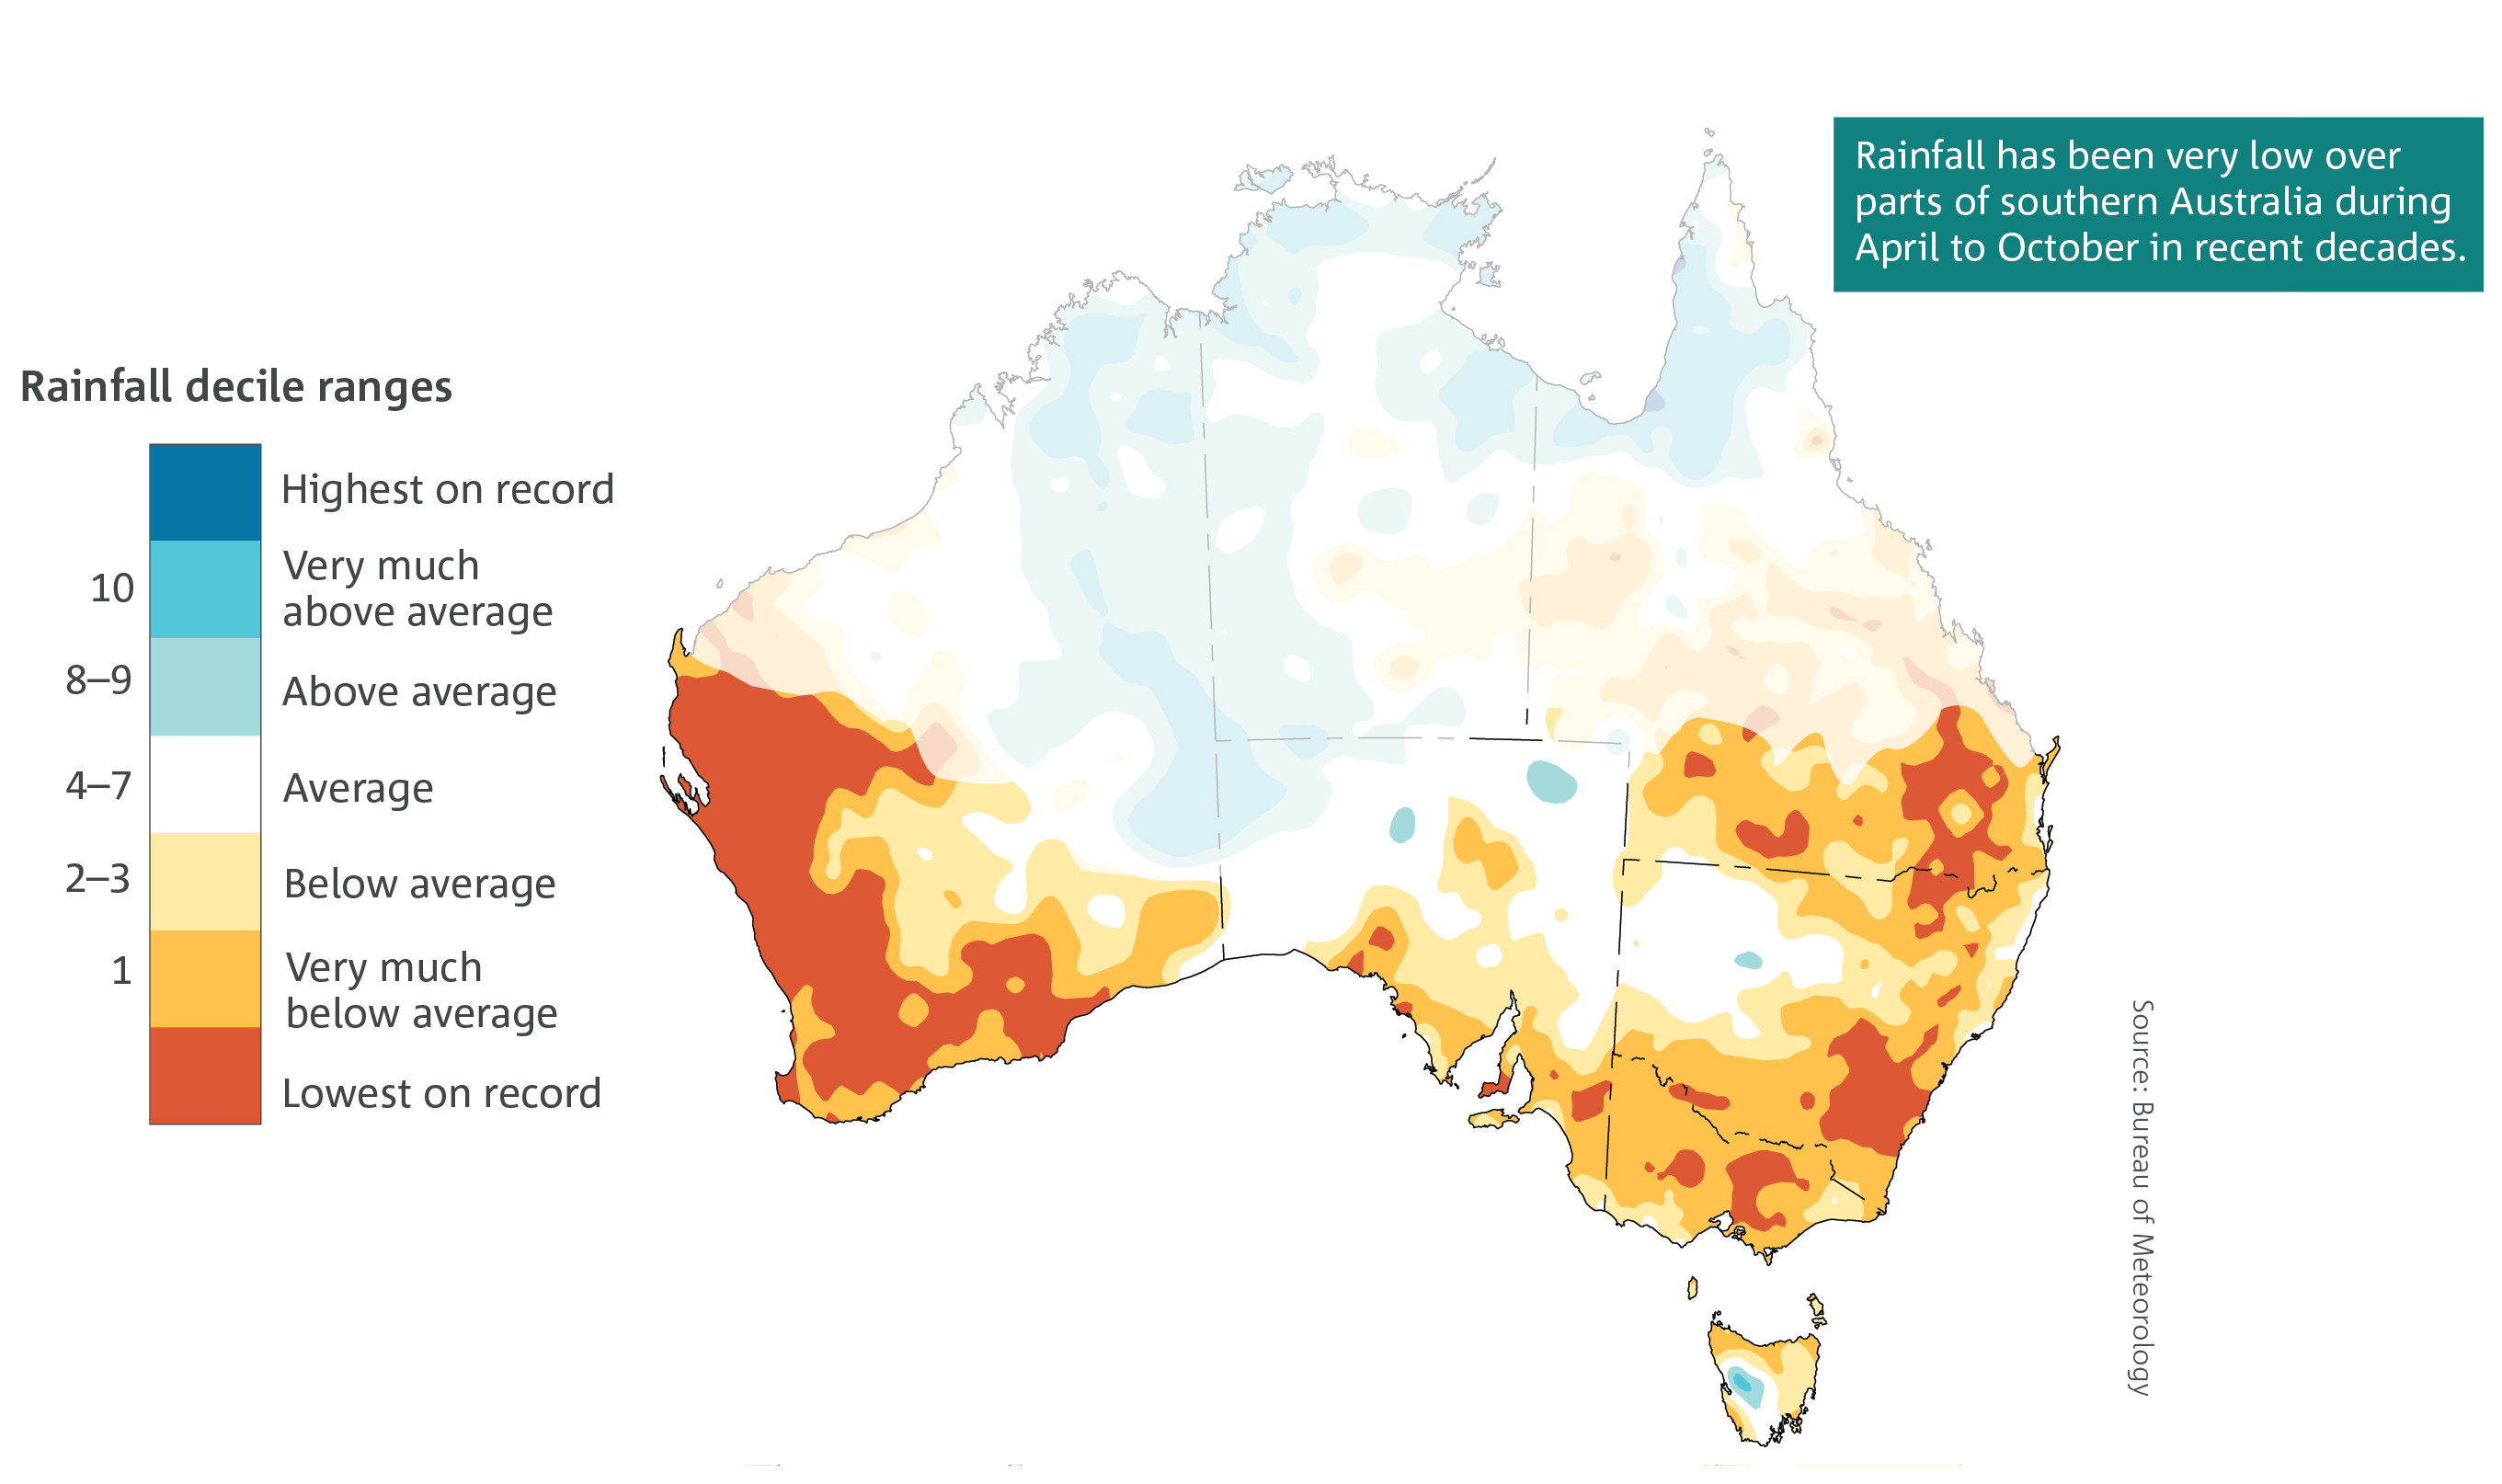 Rainfall has been very low over
parts of southern Australia during
April to October in recent decades.
Rainfall decile ranges
Highest on record
10
Very much
above average
8–9
Above average
4–7
Average
2–3
Below average
1
Very much
below average
Lowest on record
Source: Bureau of Meteorology